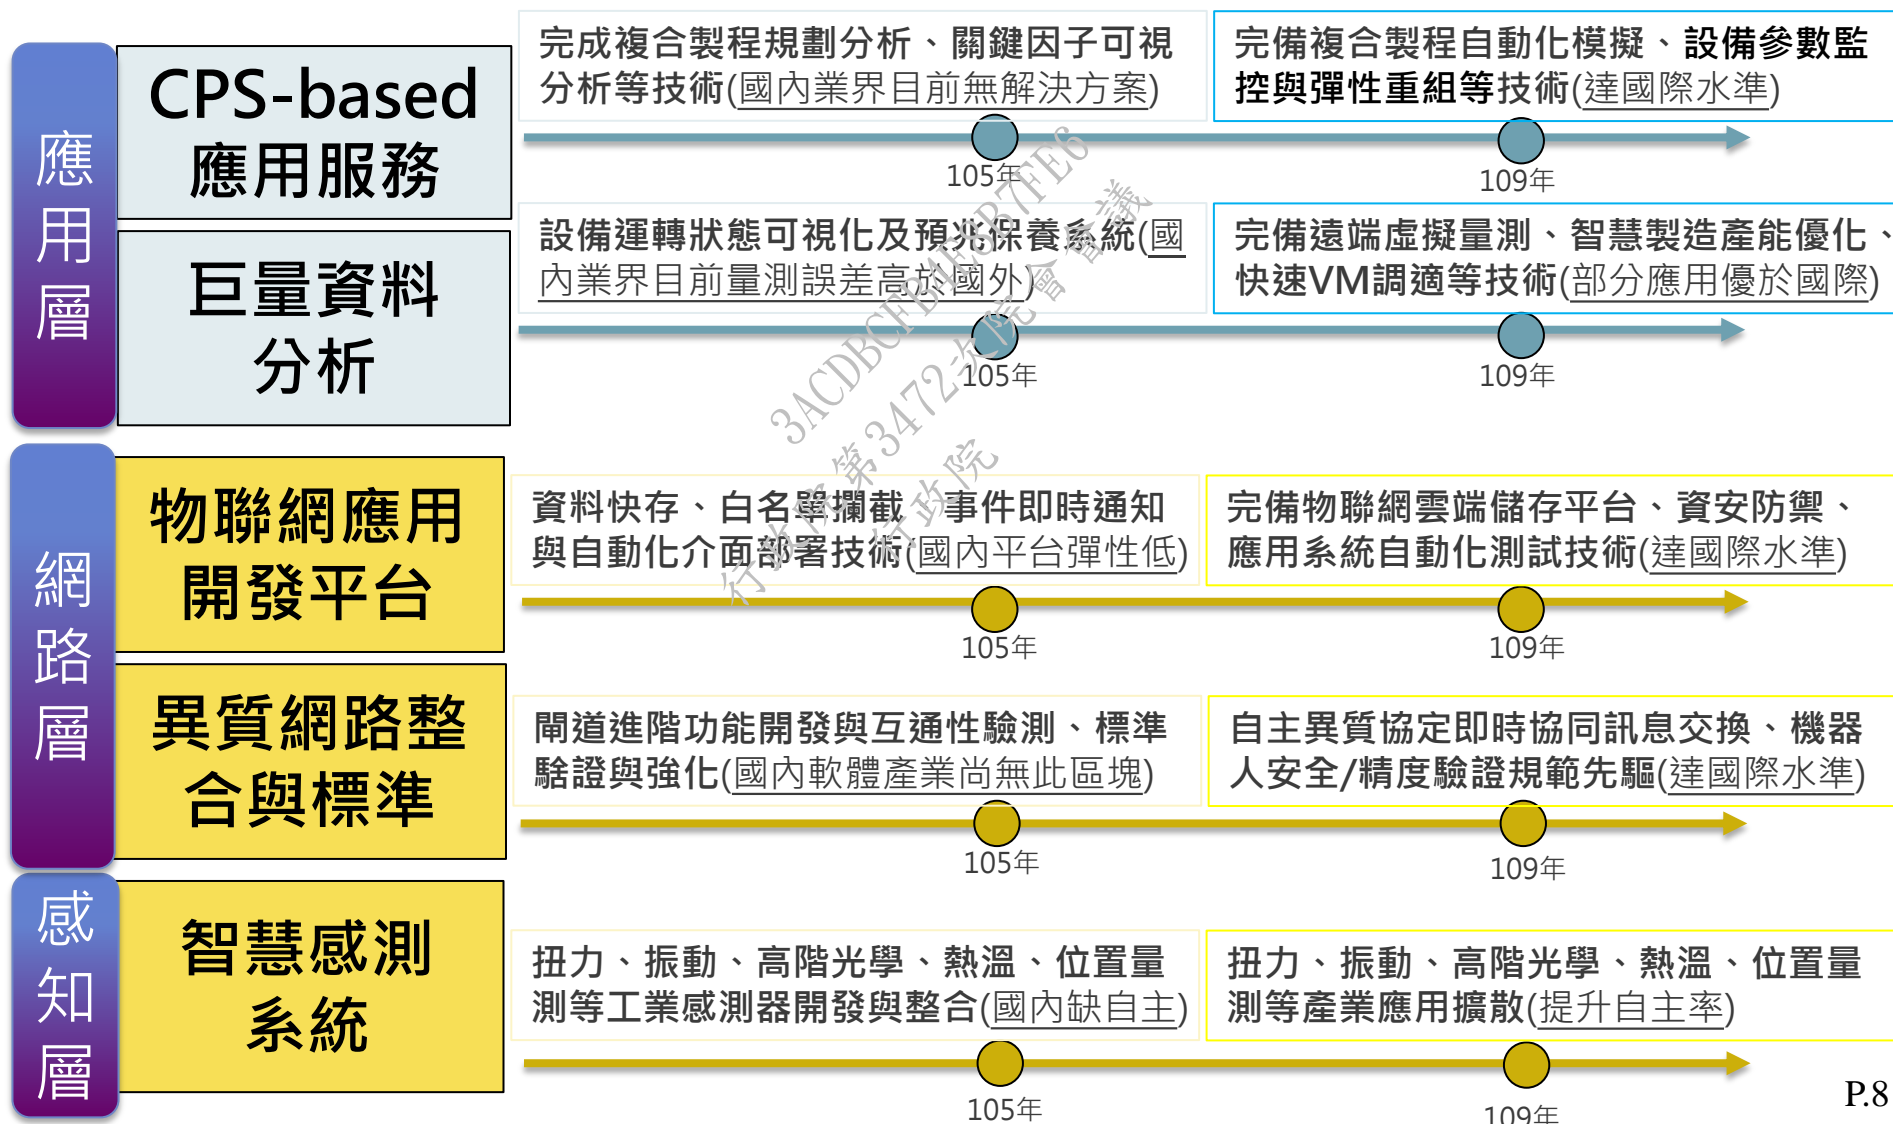 應用層
CPS-based
應用服務
完成複合製程規劃分析、關鍵因子可視
分析等技術(國內業界目前無解決方案)
完備複合製程自動化模擬、設備參數監
控與彈性重組等技術(達國際水準)
105年
109年
巨量資料
分析
設備運轉狀態可視化及預兆保養系統(國
內業界目前量測誤差高於國外)
完備遠端虛擬量測、智慧製造產能優化、
快速VM調適等技術(部分應用優於國際)
105年
109年
網路層
物聯網應用
開發平台
資料快存、白名單攔截 事件即時通知
與自動化介面部署技術(國內平台彈性低)
完備物聯網雲端儲存平台、資安防禦、
應用系統自動化測試技術(達國際水準)
105年
109年
異質網路整
合與標準
閘道進階功能開發與互通性驗測、標準
驗證與強化(國內軟體產業尚無此區塊)
自主異質協定即時協同訊息交換、機器
人安全/精度驗證規範先驅(達國際水準)
105年
109年
感知層
智慧感測
系統
扭力、振動、高階光學、熱溫、位置量
測等工業感測器開發與整合(國內缺自主)
扭力、振動、高階光學、熱溫、位置量
測等產業應用擴散(提升自主率)
105年
109年
3ACDBCFB4E8B7FE6
行政院第3472次院會會議
行政院
P.8